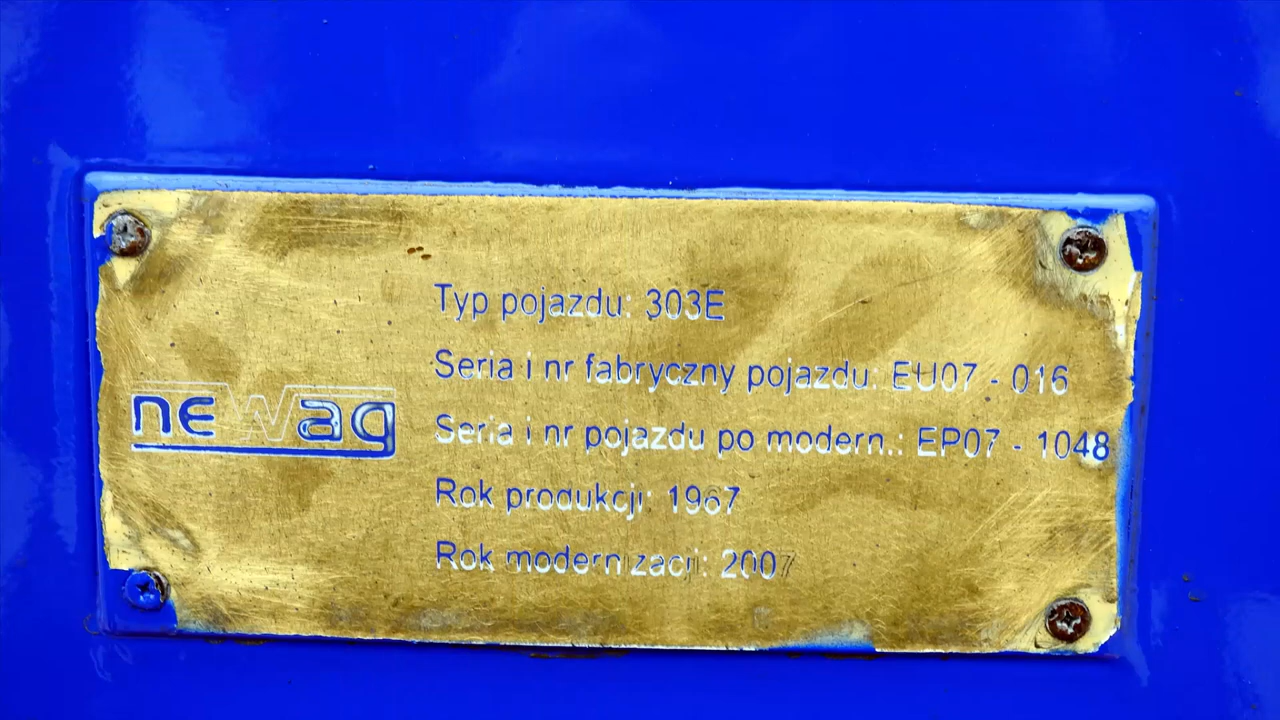 newag
Typ pojazdu: 303E
Seria i nr fabryczny pojazdu: EU07 - 016
Seria i nr pojazdu po modern.: EP07 - 1048
Rok produkcji: 1967
Rok modernizacji: 2007